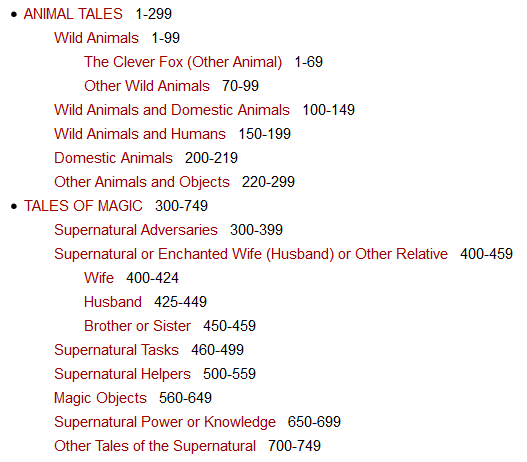 ANIMAL TALES 1-299
Wild Animals 1-99
The Clever Fox (Other Animal) 1-69
Other Wild Animals 70-99
Wild Animals and Domestic Animals 100-149
Wild Animals and Humans 150-199
Domestic Animals 200-219
Other Animals and Objects 220-299
TALES OF MAGIC 300-749
Supernatural Adversaries 300-399
Supernatural or Enchanted Wife (Husband) or Other Relative 400-459
Wife 400-424
Husband 425-449
Brother or Sister 450-459
Supernatural Tasks 460-499
Supernatural Helpers 500-559
Magic Objects 560-649
Supernatural Power or Knowledge 650-699
Other Tales of the Supernatural 700-749